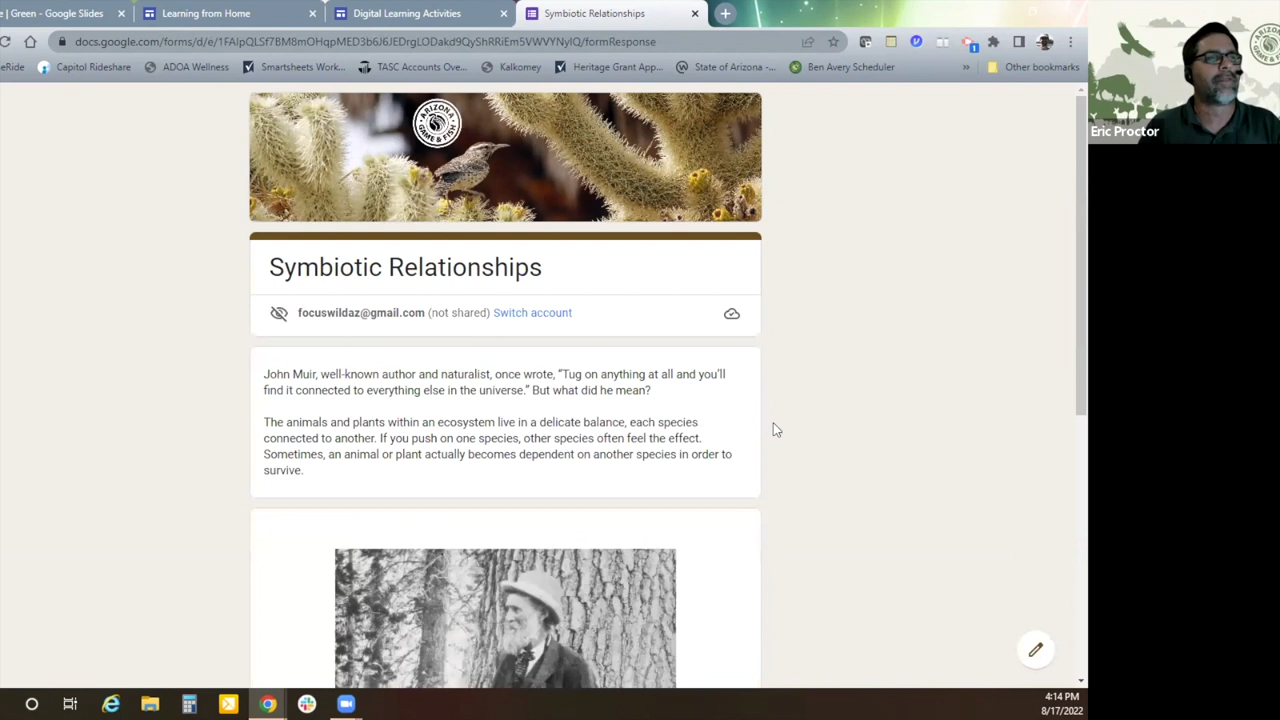 e | Green - Google Slides
Learning from Home
Digital Learning Activities
Symbiotic Relationships
docs.google.com/forms/d/e/1FAIpQLSf7BM8mOHqpMED3b6J6JEDrgLODakd9QyShRRiEm5VWVYNyIQ/formResponse
eRide
Capitol Rideshare
ADOA Wellness
Smartsheets Work...
TASC Accounts Ove...
Kalkomey
Heritage Grant App...
State of Arizona -...
Ben Avery Scheduler
»
Other bookmarks
ARIZONA
GAME & FISH
Eric Proctor
Symbiotic Relationships
focuswildaz@gmail.com (not shared) Switch account
John Muir, well-known author and naturalist, once wrote, “Tug on anything at all and you’ll
find it connected to everything else in the universe.” But what did he mean?
The animals and plants within an ecosystem live in a delicate balance, each species
connected to another. If you push on one species, other species often feel the effect.
Sometimes, an animal or plant actually becomes dependent on another species in order to
survive.
4:14 PM
8/17/2022